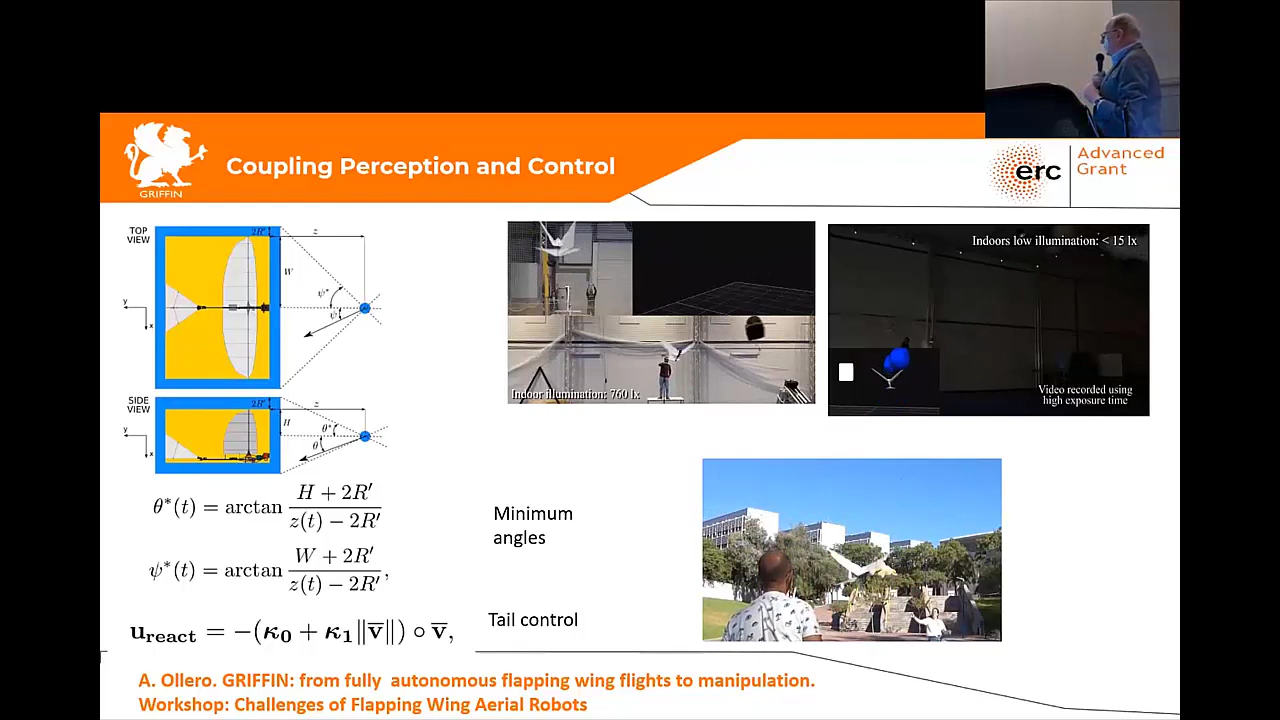 GRIFFIN
Coupling Perception and Control
erc
Advanced
Grant
TOP
VIEW
2R'
z
W
ψ*
ψ
y
x
SIDE
VIEW
2R'
z
H
θ*
θ
y
x
Indoor illumination: 760 lx
Indoors low illumination: < 15 lx
Video recorded using
high exposure time
θ*(t) = arctan (H + 2R')/(z(t) − 2R')
ψ*(t) = arctan (W + 2R')/(z(t) − 2R'),
Minimum
angles
u_react = −(κ₀ + κ₁‖v̅‖) ∘ v̅,
Tail control
A. Ollero. GRIFFIN: from fully autonomous flapping wing flights to manipulation.
Workshop: Challenges of Flapping Wing Aerial Robots